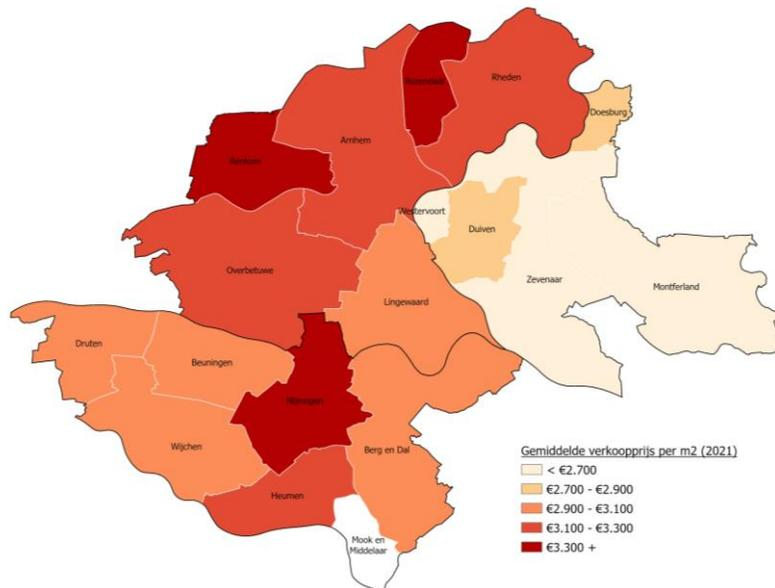 Rozendaal
Rheden
Doesburg
Arnhem
Renkum
Westervoort
Duiven
Overbetuwe
Zevenaar
Montferland
Lingewaard
Druten
Beuningen
Nijmegen
Wijchen
Berg en Dal
Heumen
Mook en
Middelaar
Gemiddelde verkoopprijs per m2 (2021)
< €2.700
€2.700 - €2.900
€2.900 - €3.100
€3.100 - €3.300
€3.300 +